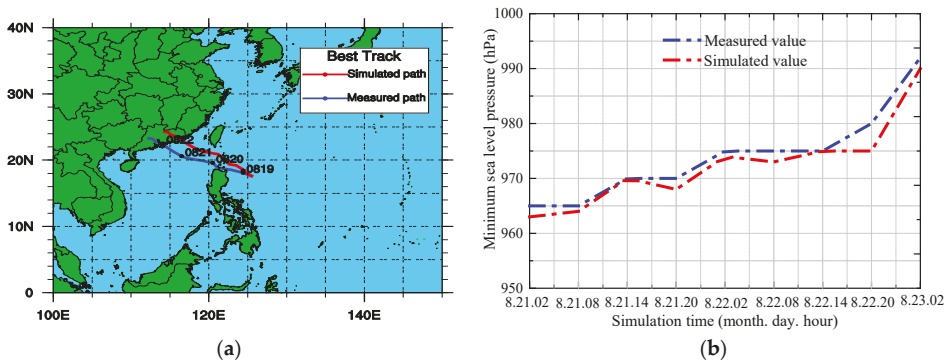 40N
30N
20N
10N
0
100E
120E
140E
Best Track
Simulated path
Measured path
0822
0821
0820
0819
(a)
1000
990
980
970
960
950
Minimum sea level pressure (hPa)
Measured value
Simulated value
8.21.02
8.21.08
8.21.14
8.21.20
8.22.02
8.22.08
8.22.14
8.22.20
8.23.02
Simulation time (month. day. hour)
(b)